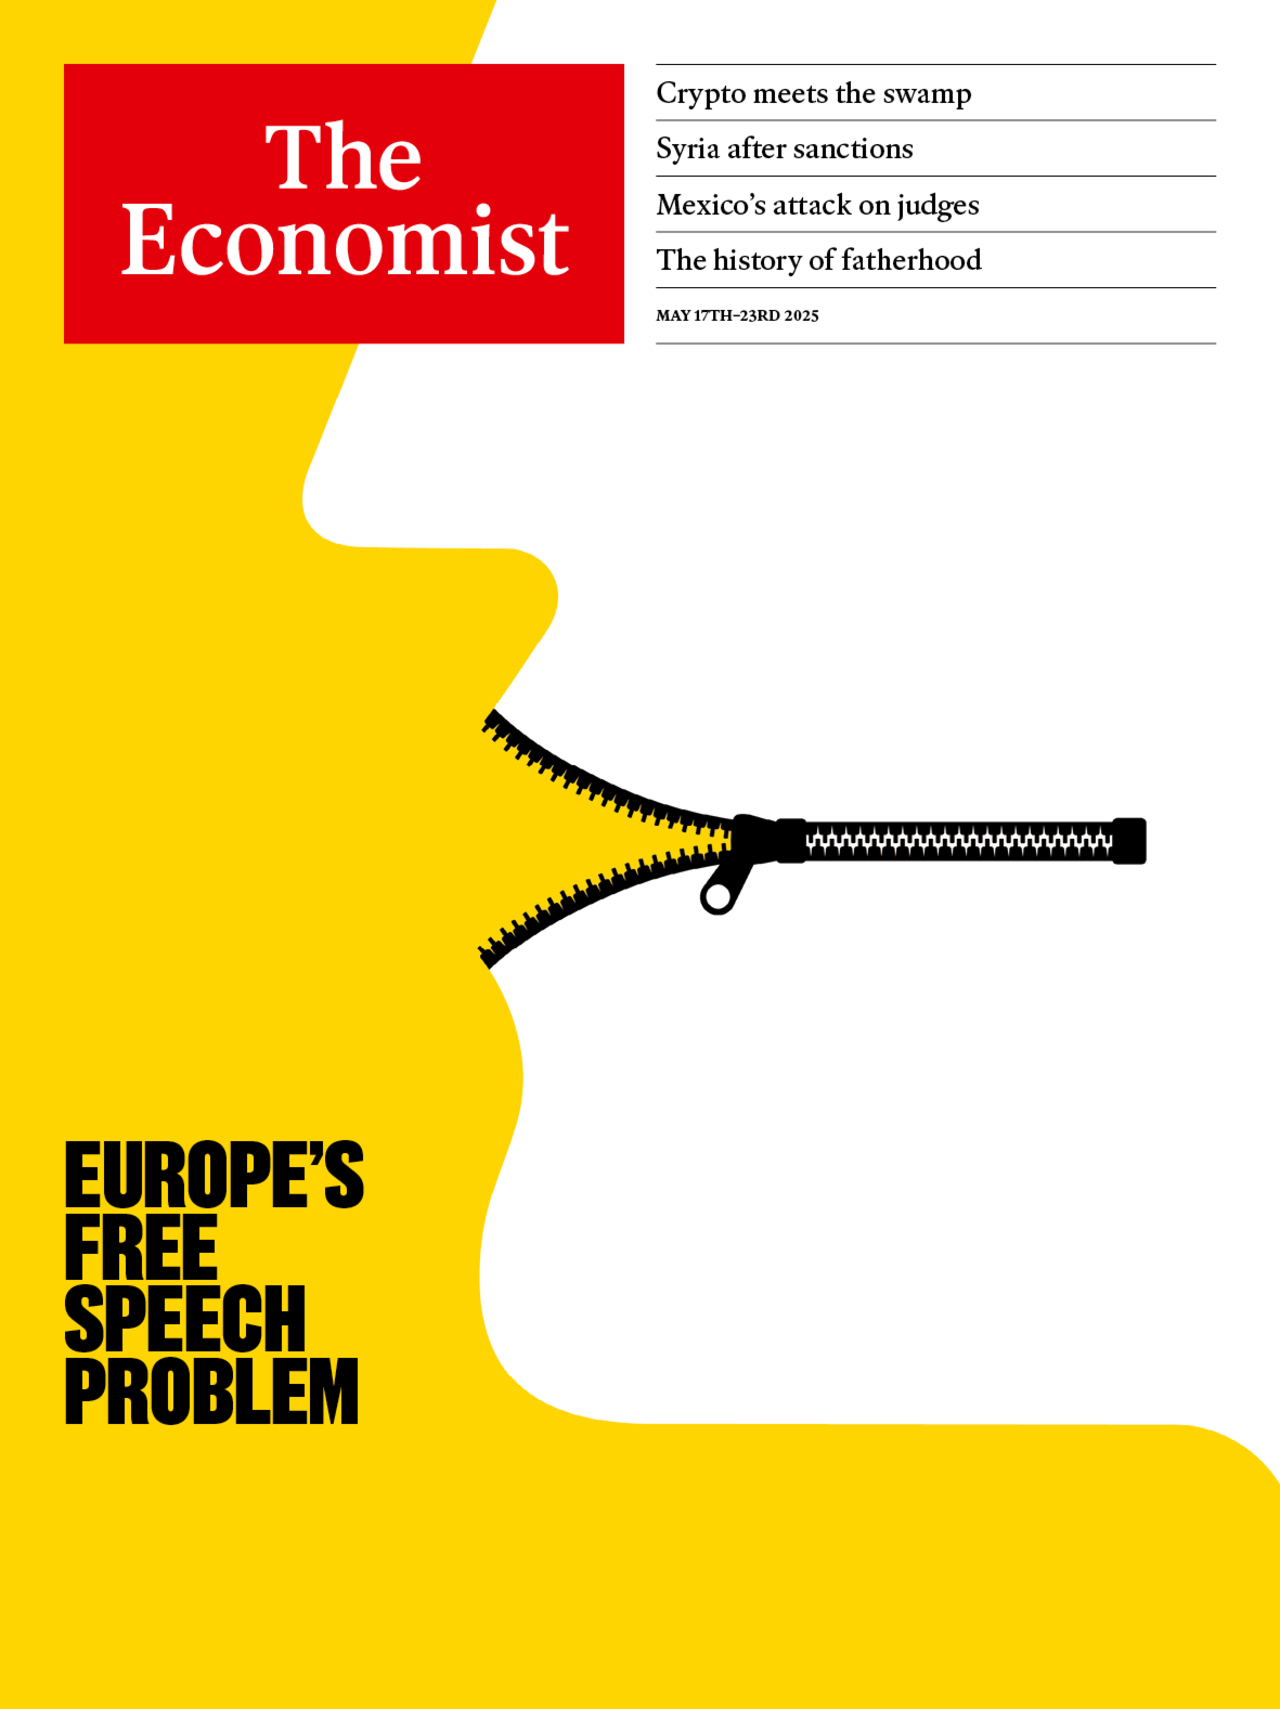 The
Economist
Crypto meets the swamp
Syria after sanctions
Mexico’s attack on judges
The history of fatherhood
MAY 17TH–23RD 2025
EUROPE’S
FREE
SPEECH
PROBLEM